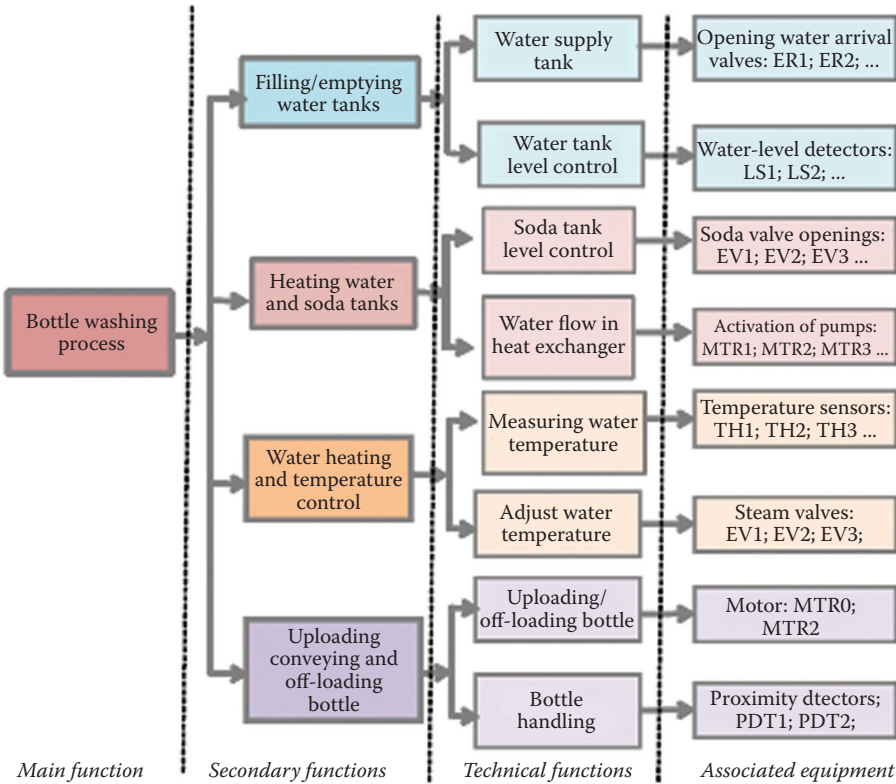 Water supply
tank
Opening water arrival
valves: ER1; ER2; ...
Filling/emptying
water tanks
Water tank
level control
Water-level detectors:
LS1; LS2; ...
Soda tank
level control
Soda valve openings:
EV1; EV2; EV3 ...
Heating water
and soda tanks
Water flow in
heat exchanger
Activation of pumps:
MTR1; MTR2; MTR3 ...
Bottle washing
process
Measuring water
temperature
Temperature sensors:
TH1; TH2; TH3 ...
Water heating
and temperature
control
Adjust water
temperature
Steam valves:
EV1; EV2; EV3;
Uploading/
off-loading bottle
Motor: MTR0;
MTR2
Uploading
conveying and
off-loading
bottle
Bottle
handling
Proximity dtectors;
PDT1; PDT2;
Main function
Secondary functions
Technical functions
Associated equipment